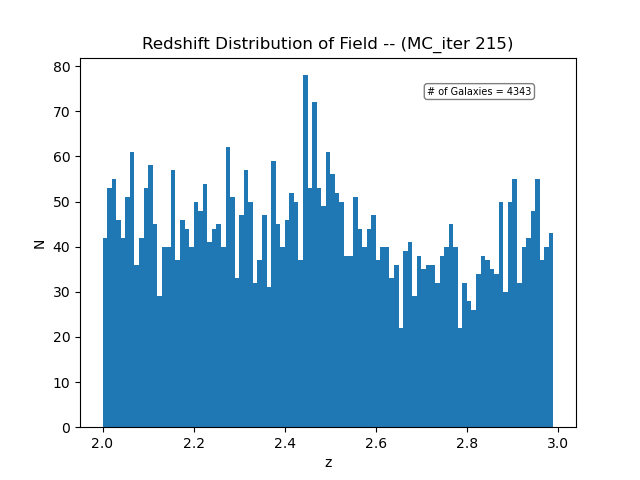 Redshift Distribution of Field -- (MC_iter 215)
# of Galaxies = 4343
80
70
60
50
40
30
20
10
0
N
2.0 2.2 2.4 2.6 2.8 3.0
z